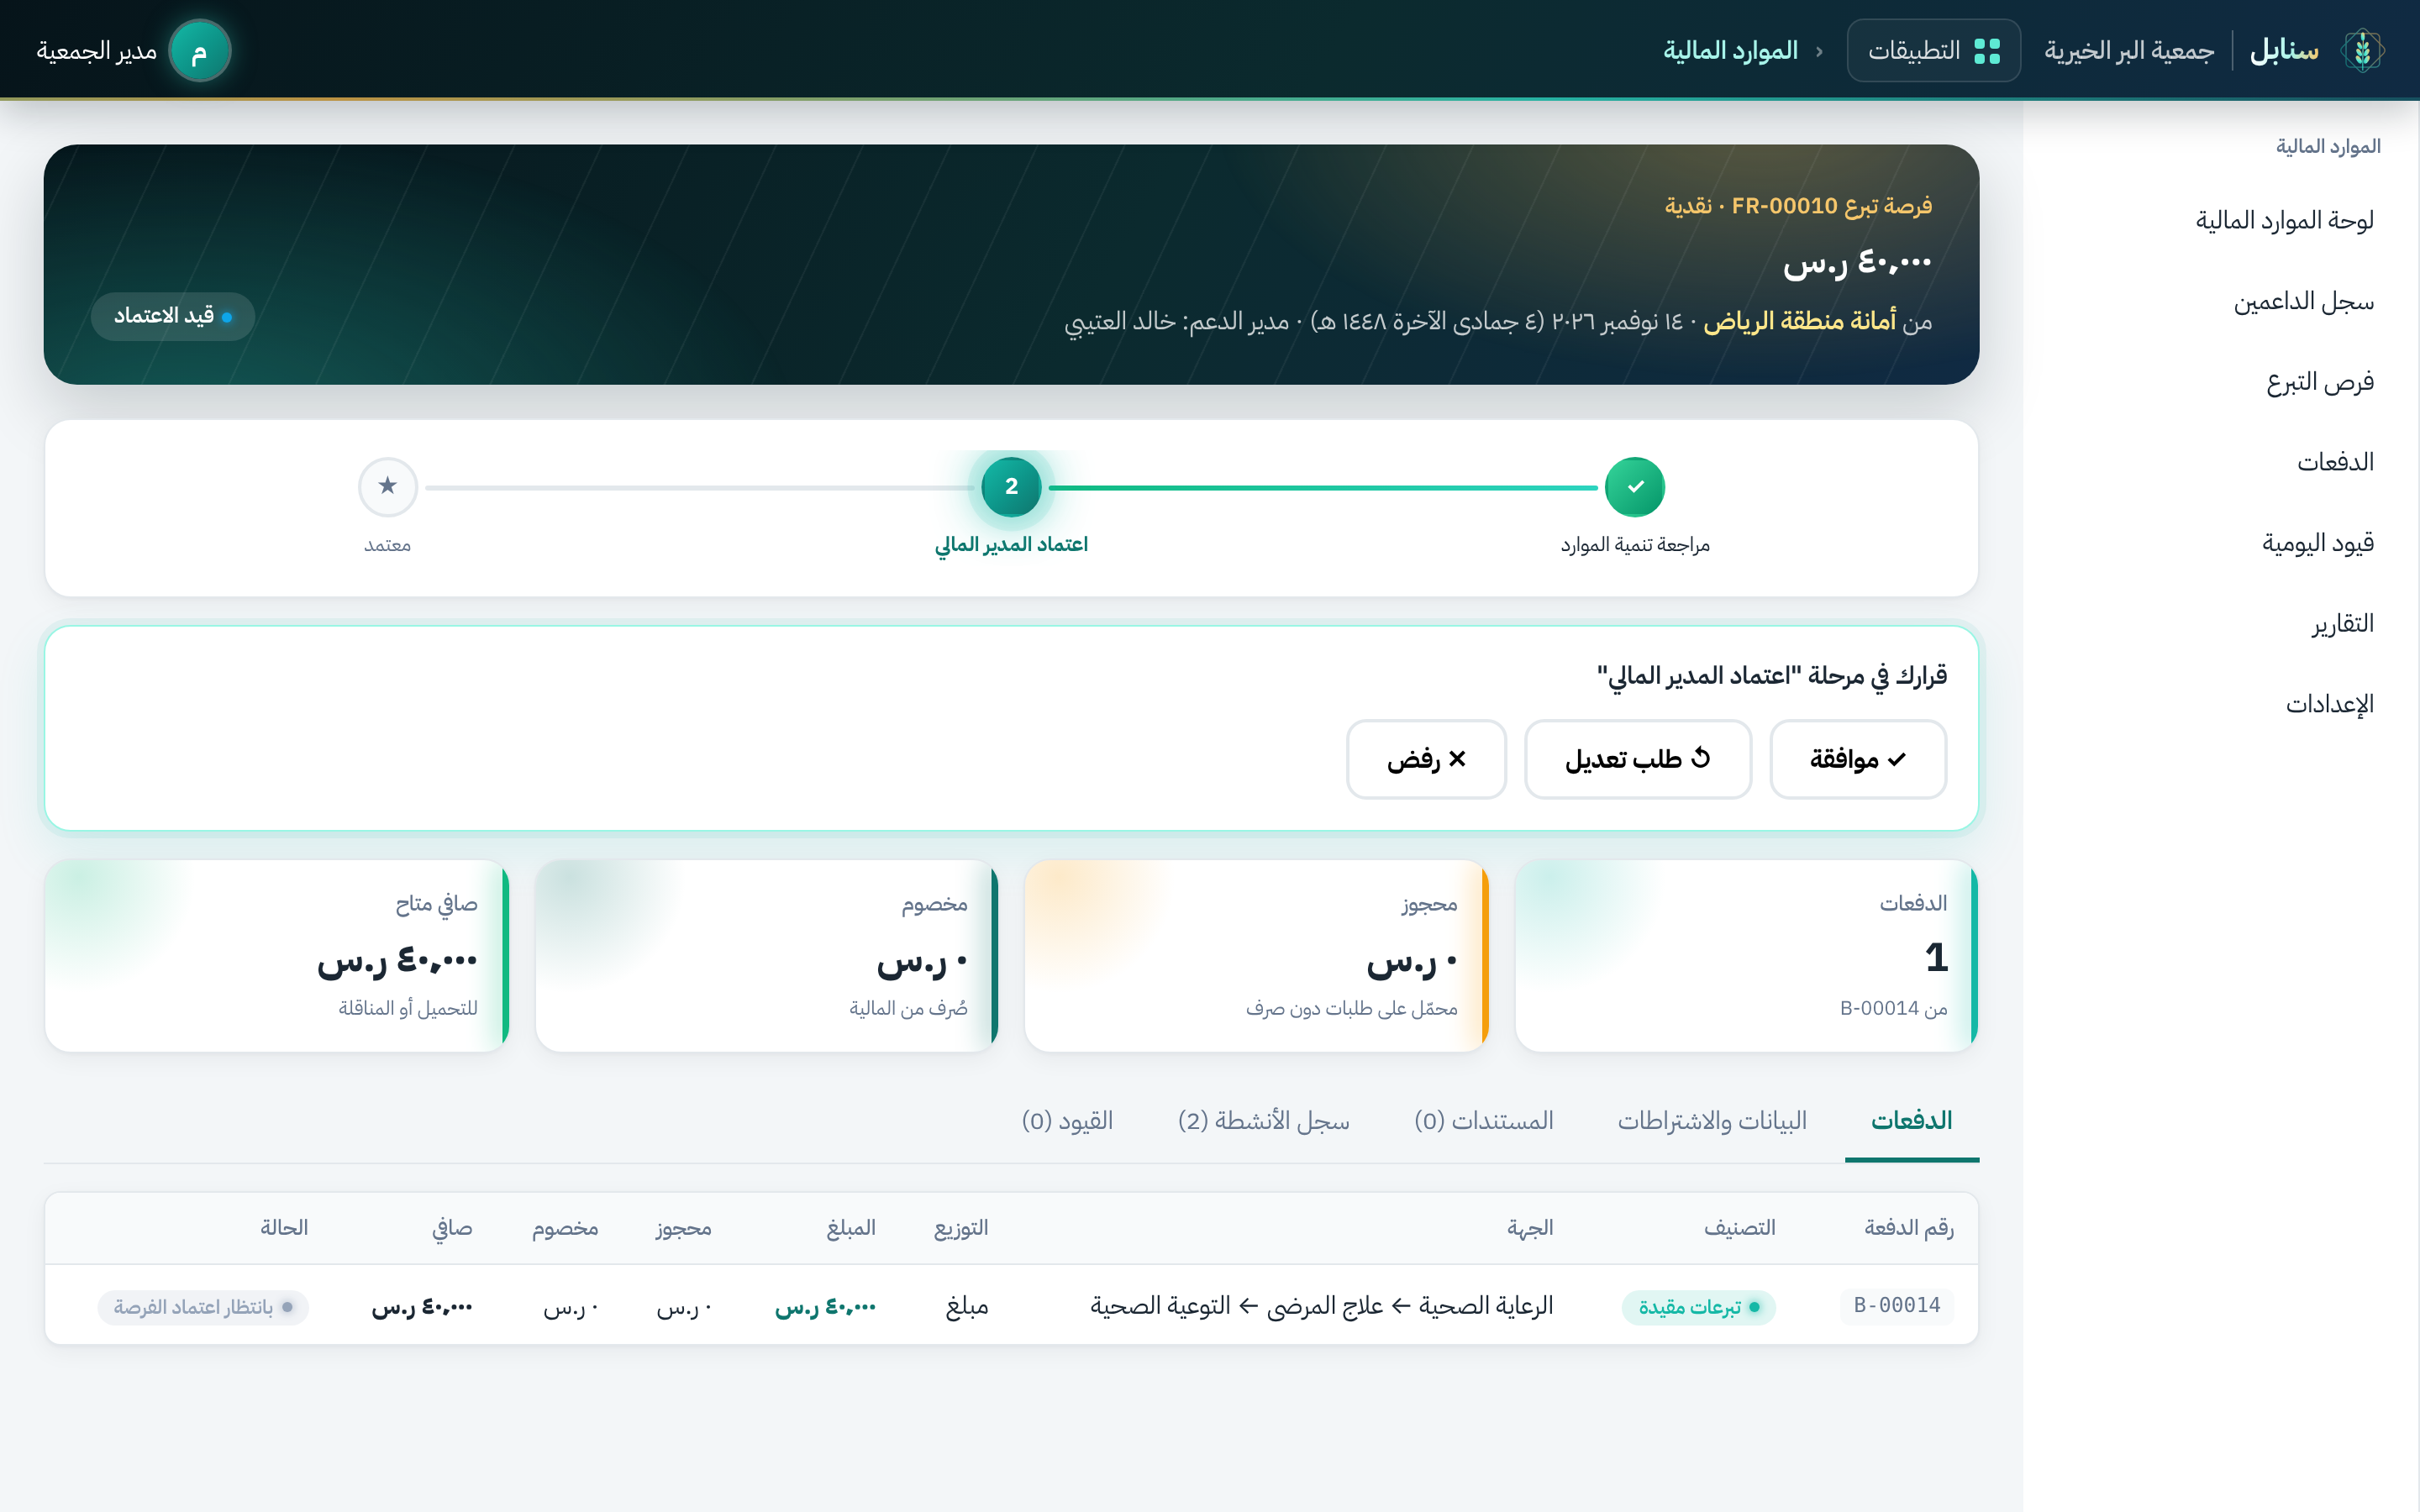 سنابل
جمعية البر الخيرية
التطبيقات
‹ الموارد المالية
م مدير الجمعية
الموارد المالية
لوحة الموارد المالية
سجل الداعمين
فرص التبرع
الدفعات
قيود اليومية
التقارير
الإعدادات
فرصة تبرع FR-00010 · نقدية
٤٠,٠٠٠ ر.س
من أمانة منطقة الرياض · ١٤ نوفمبر ٢٠٢٦ (٤ جمادى الآخرة ١٤٤٨ هـ) · مدير الدعم: خالد العتيبي
قيد الاعتماد
✓ 2 ★
مراجعة تنمية الموارد
اعتماد المدير المالي
معتمد
قرارك في مرحلة "اعتماد المدير المالي"
✓ موافقة
↺ طلب تعديل
✕ رفض
الدفعات
1
من B-00014
محجوز
٠ ر.س
محمّل على طلبات دون صرف
مخصوم
٠ ر.س
صُرف من المالية
صافي متاح
٤٠,٠٠٠ ر.س
للتحميل أو المناقلة
الدفعات
البيانات والاشتراطات
المستندات (0)
سجل الأنشطة (2)
القيود (0)
رقم الدفعة التصنيف الجهة التوزيع المبلغ محجوز مخصوم صافي الحالة
B-00014 تبرعات مقيدة الرعاية الصحية ← علاج المرضى ← التوعية الصحية مبلغ ٤٠,٠٠٠ ر.س ٠ ر.س ٠ ر.س ٤٠,٠٠٠ ر.س بانتظار اعتماد الفرصة